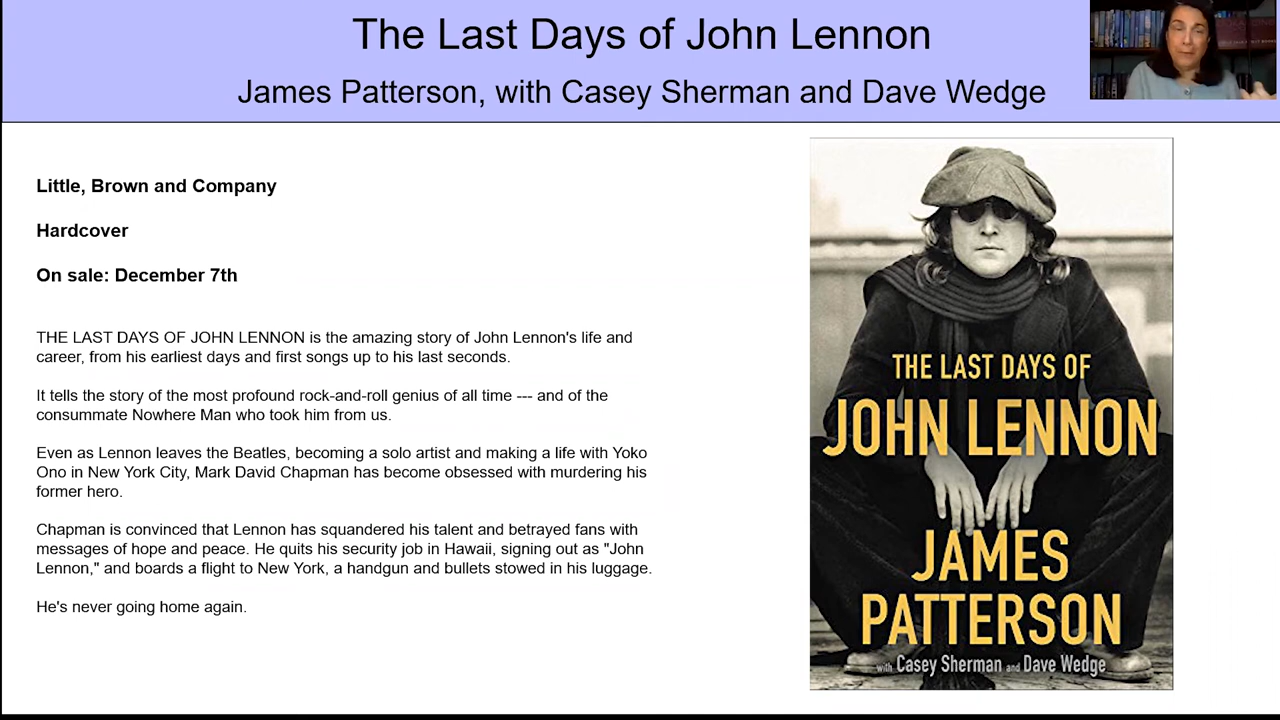 The Last Days of John Lennon
James Patterson, with Casey Sherman and Dave Wedge
Little, Brown and Company
Hardcover
On sale: December 7th
THE LAST DAYS OF JOHN LENNON is the amazing story of John Lennon's life and
career, from his earliest days and first songs up to his last seconds.
It tells the story of the most profound rock-and-roll genius of all time --- and of the
consummate Nowhere Man who took him from us.
Even as Lennon leaves the Beatles, becoming a solo artist and making a life with Yoko
Ono in New York City, Mark David Chapman has become obsessed with murdering his
former hero.
Chapman is convinced that Lennon has squandered his talent and betrayed fans with
messages of hope and peace. He quits his security job in Hawaii, signing out as "John
Lennon," and boards a flight to New York, a handgun and bullets stowed in his luggage.
He's never going home again.
THE LAST DAYS OF
JOHN LENNON
JAMES
PATTERSON
with Casey Sherman and Dave Wedge